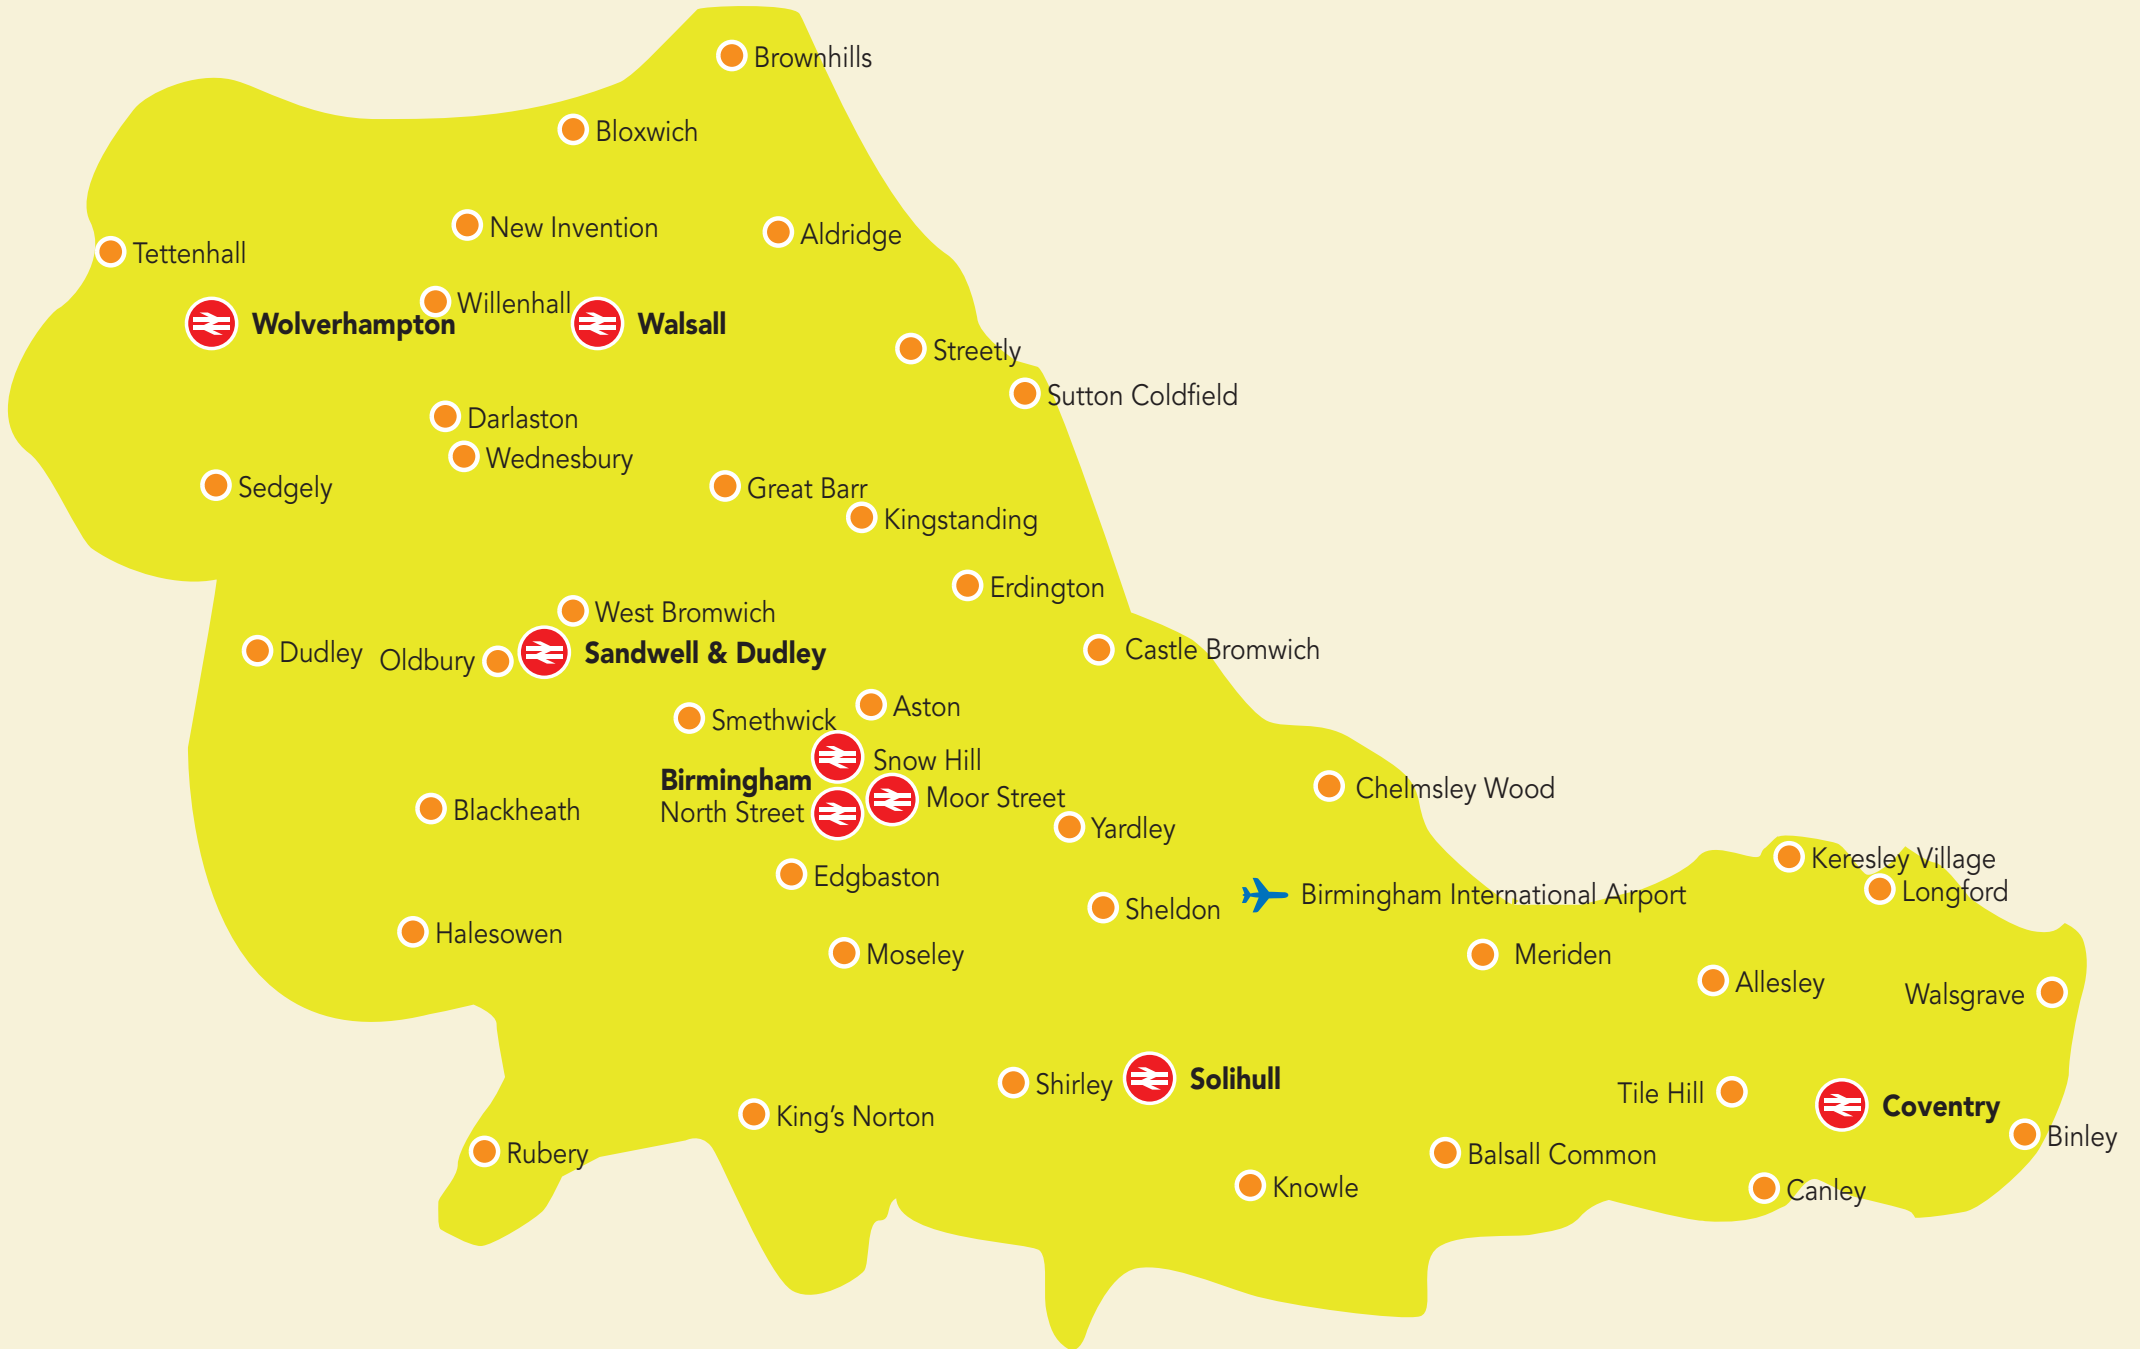 Brownhills
Bloxwich
New Invention
Aldridge
Tettenhall
Willenhall
Wolverhampton
Walsall
Streetly
Sutton Coldfield
Darlaston
Wednesbury
Sedgely
Great Barr
Kingstanding
Erdington
West Bromwich
Dudley
Oldbury
Sandwell & Dudley
Castle Bromwich
Smethwick
Aston
Snow Hill
Birmingham
North Street
Moor Street
Chelmsley Wood
Blackheath
Yardley
Keresley Village
Edgbaston
Longford
Birmingham International Airport
Sheldon
Halesowen
Moseley
Meriden
Allesley
Walsgrave
Shirley
Solihull
Tile Hill
Coventry
King's Norton
Binley
Rubery
Balsall Common
Knowle
Canley